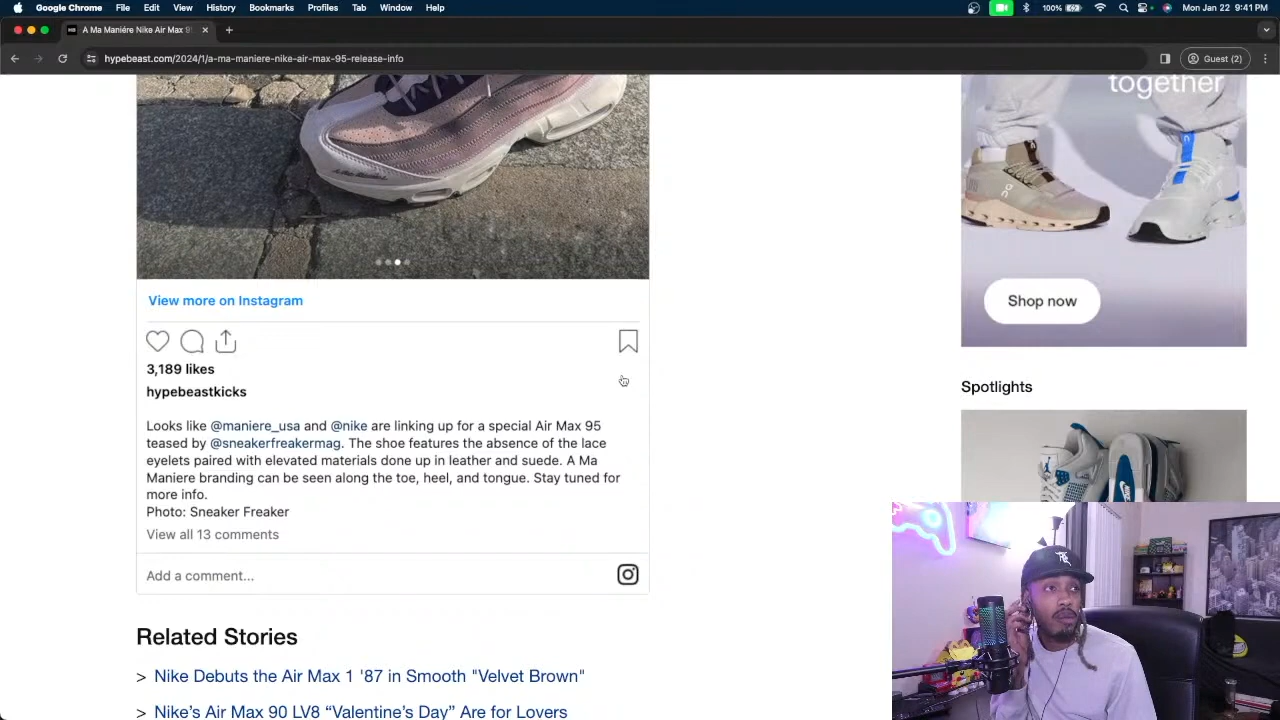 Google Chrome File Edit View History Bookmarks Profiles Tab Window Help 100% Mon Jan 22 9:41 PM
A Ma Maniére Nike Air Max 9
hypebeast.com/2024/1/a-ma-maniere-nike-air-max-95-release-info Guest (2)
together
Shop now
View more on Instagram
3,189 likes
hypebeastkicks
Looks like @maniere_usa and @nike are linking up for a special Air Max 95
teased by @sneakerfreakermag. The shoe features the absence of the lace
eyelets paired with elevated materials done up in leather and suede. A Ma
Maniere branding can be seen along the toe, heel, and tongue. Stay tuned for
more info.
Photo: Sneaker Freaker
View all 13 comments
Add a comment...
Spotlights
Related Stories
> Nike Debuts the Air Max 1 '87 in Smooth "Velvet Brown"
> Nike's Air Max 90 LV8 “Valentine's Day” Are for Lovers